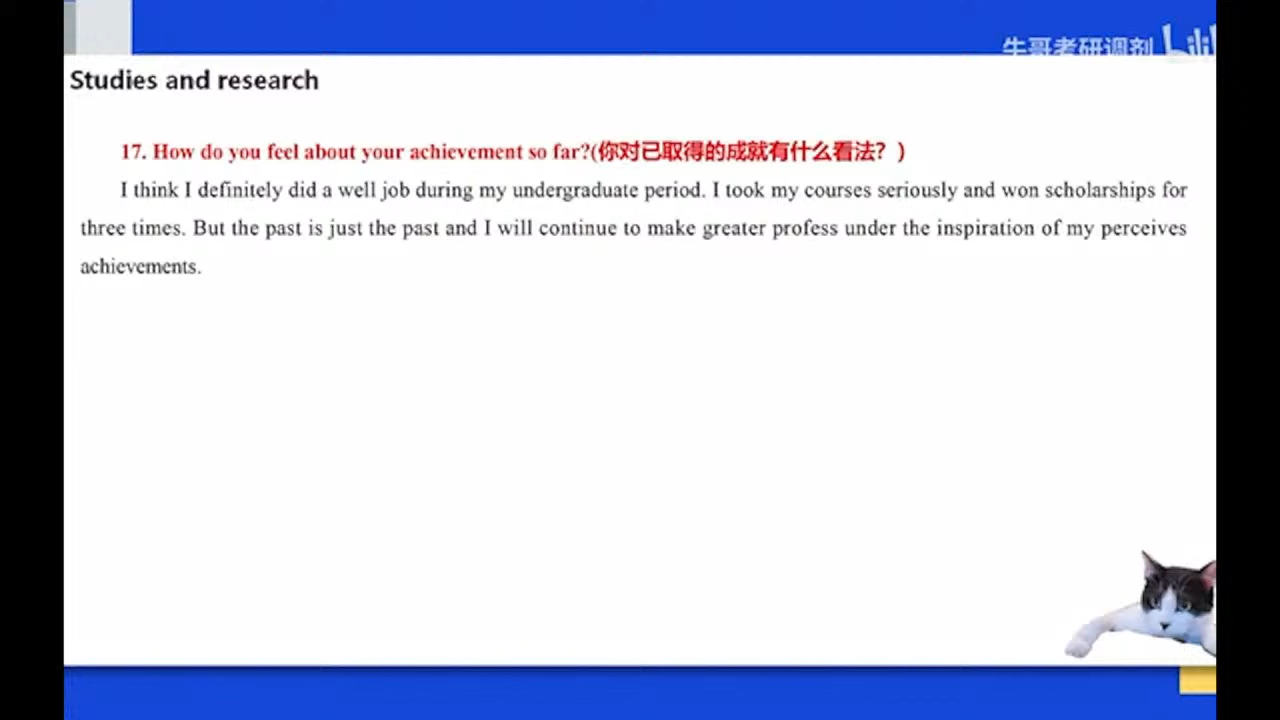 牛哥考研调剂 bilibili
Studies and research
17. How do you feel about your achievement so far?(你对已取得的成就有什么看法？)
I think I definitely did a well job during my undergraduate period. I took my courses seriously and won scholarships for
three times. But the past is just the past and I will continue to make greater profess under the inspiration of my perceives
achievements.